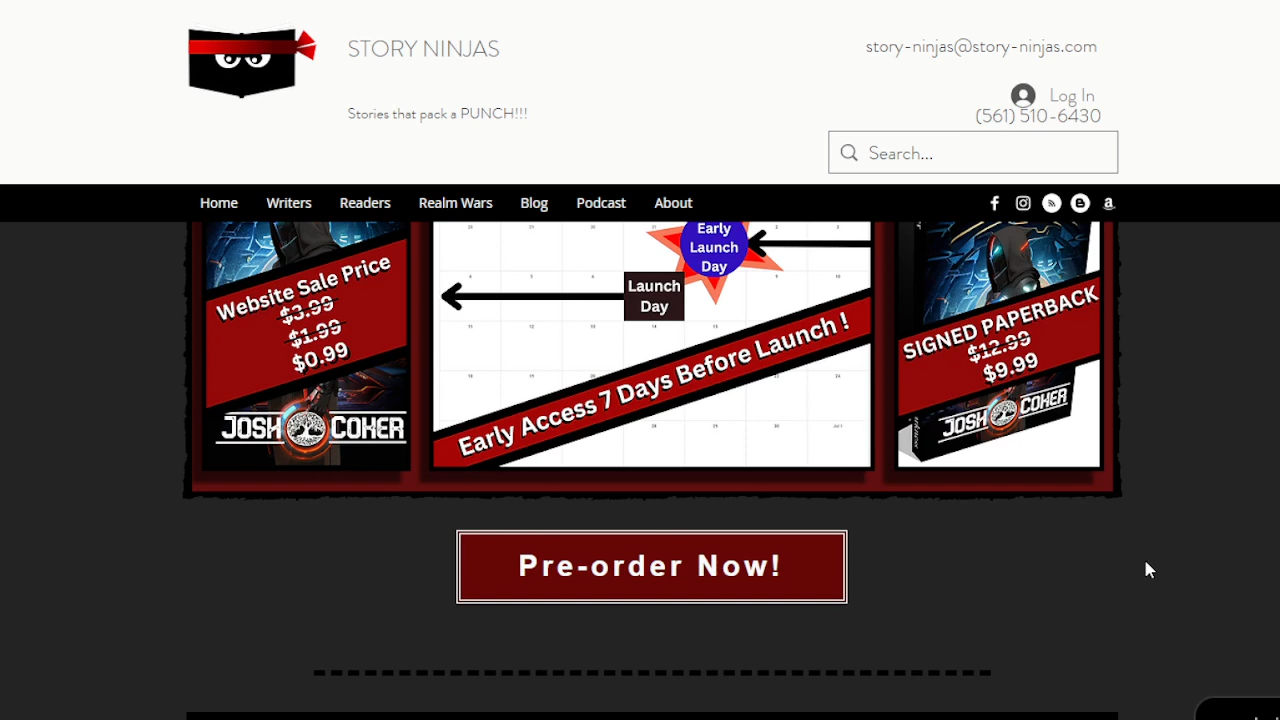 STORY NINJAS
story-ninjas@story-ninjas.com
Log In
Stories that pack a PUNCH!!!
(561) 510-6430
Search...
Home Writers Readers Realm Wars Blog Podcast About
Website Sale Price
$3.99
$1.99
$0.99
JOSH COKER
Early
Launch
Day
Launch
Day
Early Access 7 Days Before Launch !
SIGNED PAPERBACK
$12.99
$9.99
JOSH COKER
Pre-order Now!